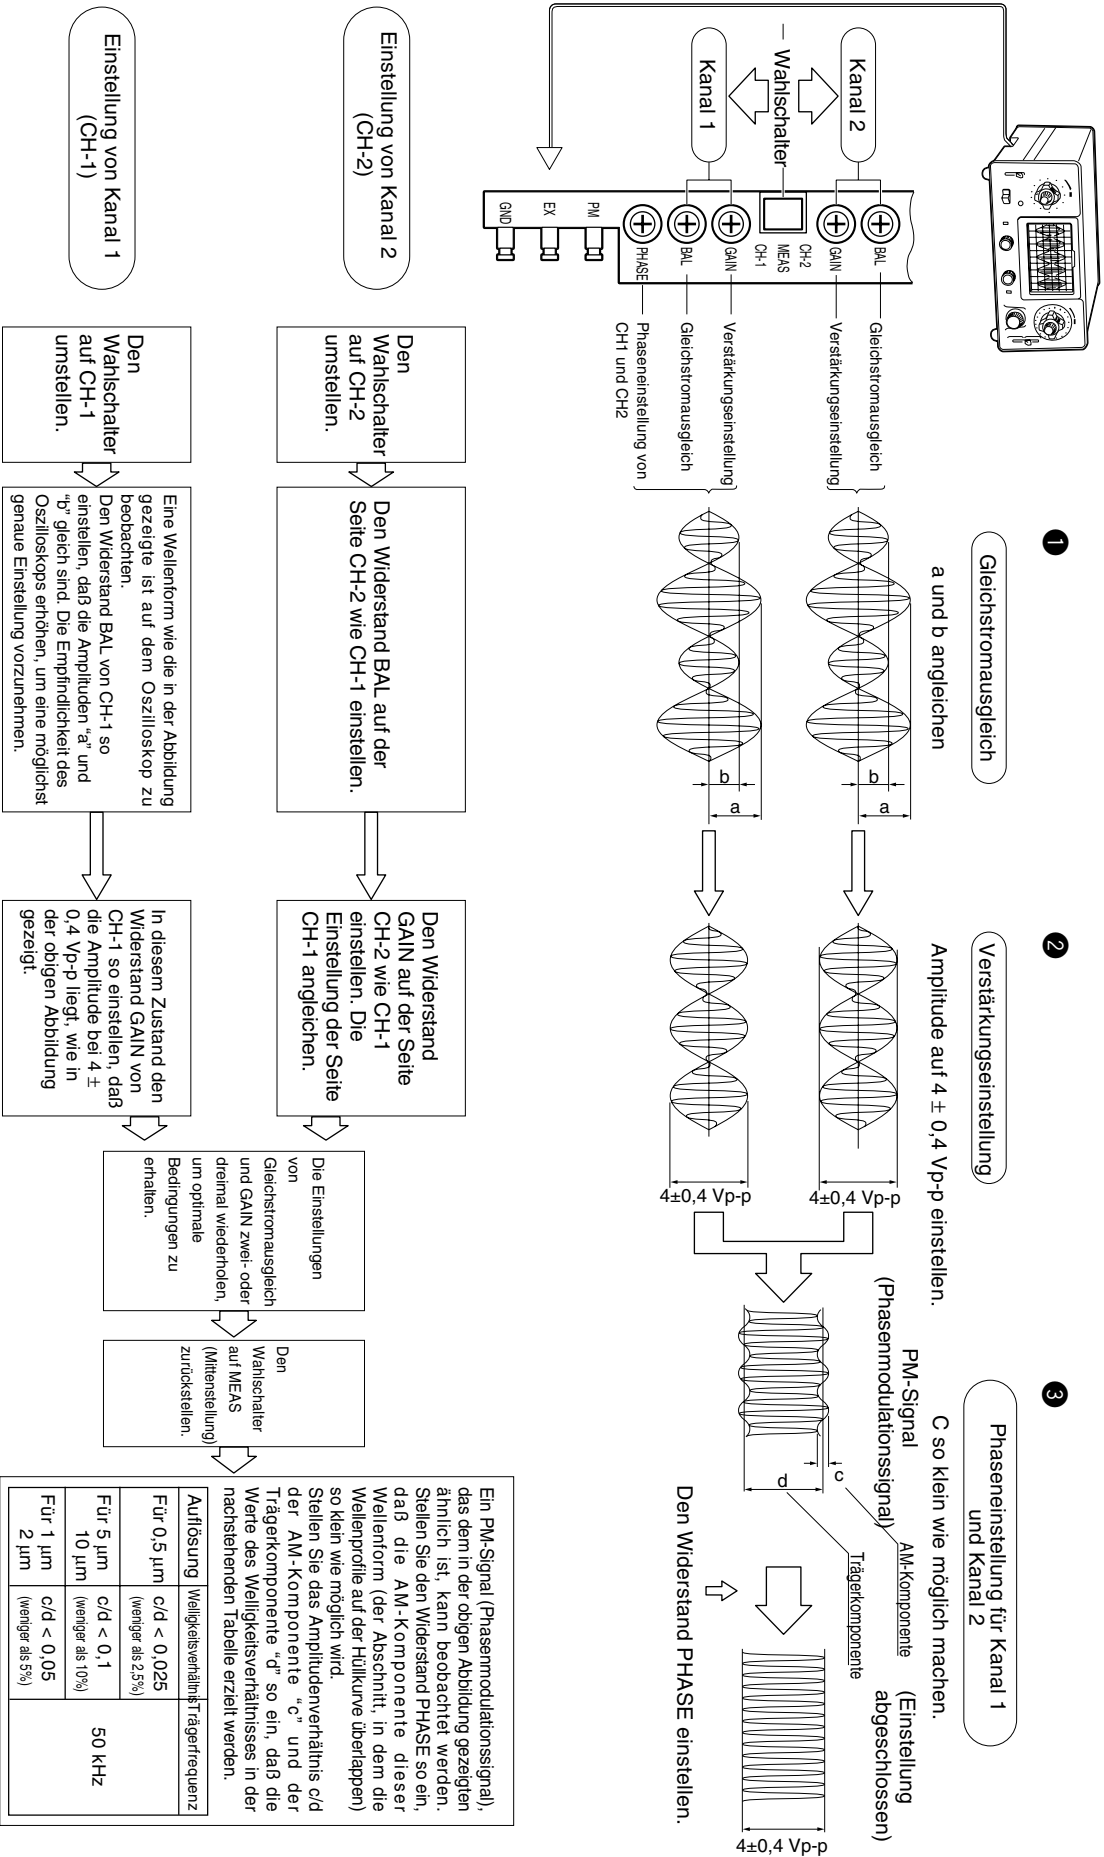 ❶
Gleichstromausgleich
a und b angleichen
❷
Verstärkungseinstellung
Amplitude auf 4 ± 0,4 Vp-p einstellen.
❸
Phaseneinstellung für Kanal 1
und Kanal 2
C so klein wie möglich machen.
PM-Signal
(Phasenmodulationssignal)
(Einstellung
abgeschlossen)
Kanal 2
Wahlschalter
Kanal 1
BAL
GAIN
CH-2
MEAS
CH-1
GAIN
BAL
PHASE
PM
EX
GND
Gleichstromausgleich
Verstärkungseinstellung
Verstärkungseinstellung
Gleichstromausgleich
Phaseneinstellung von
CH1 und CH2
a
b
a
b
4±0,4 Vp-p
4±0,4 Vp-p
c
d
AM-Komponente
Trägerkomponente
Den Widerstand PHASE einstellen.
4±0,4 Vp-p
Einstellung von Kanal 2
(CH-2)
Den
Wahlschalter
auf CH-2
umstellen.
Den Widerstand BAL auf der
Seite CH-2 wie CH-1 einstellen.
Den Widerstand
GAIN auf der Seite
CH-2 wie CH-1
einstellen. Die
Einstellung der Seite
CH-1 angleichen.
Einstellung von Kanal 1
(CH-1)
Den
Wahlschalter
auf CH-1
umstellen.
Eine Wellenform wie die in der Abbildung
gezeigte ist auf dem Oszilloskop zu
beobachten.
Den Widerstand BAL von CH-1 so
einstellen, daß die Amplituden “a” und
“b” gleich sind. Die Empfindlichkeit des
Oszilloskops erhöhen, um eine möglichst
genaue Einstellung vorzunehmen.
In diesem Zustand den
Widerstand GAIN von
CH-1 so einstellen, daß
die Amplitude bei 4 ±
0,4 Vp-p liegt, wie in
der obigen Abbildung
gezeigt.
Die Einstellungen
von
Gleichstromausgleich
und GAIN zwei- oder
dreimal wiederholen,
um optimale
Bedingungen zu
erhalten.
Den
Wahlschalter
auf MEAS
(Mittenstellung)
zurückstellen.
Ein PM-Signal (Phasenmodulationssignal),
das dem in der obigen Abbildung gezeigten
ähnlich ist, kann beobachtet werden.
Stellen Sie den Widerstand PHASE so ein,
daß die AM-Komponente dieser
Wellenform (der Abschnitt, in dem die
Wellenprofile auf der Hüllkurve überlappen)
so klein wie möglich wird.
Stellen Sie das Amplitudenverhältnis c/d
der AM-Komponente “c” und der
Trägerkomponente “d” so ein, daß die
Werte des Welligkeitsverhältnisses in der
nachstehenden Tabelle erzielt werden.
Auflösung Welligkeitsverhältnis Trägerfrequenz
Für 0,5 µm c/d < 0,025
(weniger als 2,5%)
Für 5 µm c/d < 0,1
10 µm (weniger als 10%)
50 kHz
Für 1 µm c/d < 0,05
2 µm (weniger als 5%)